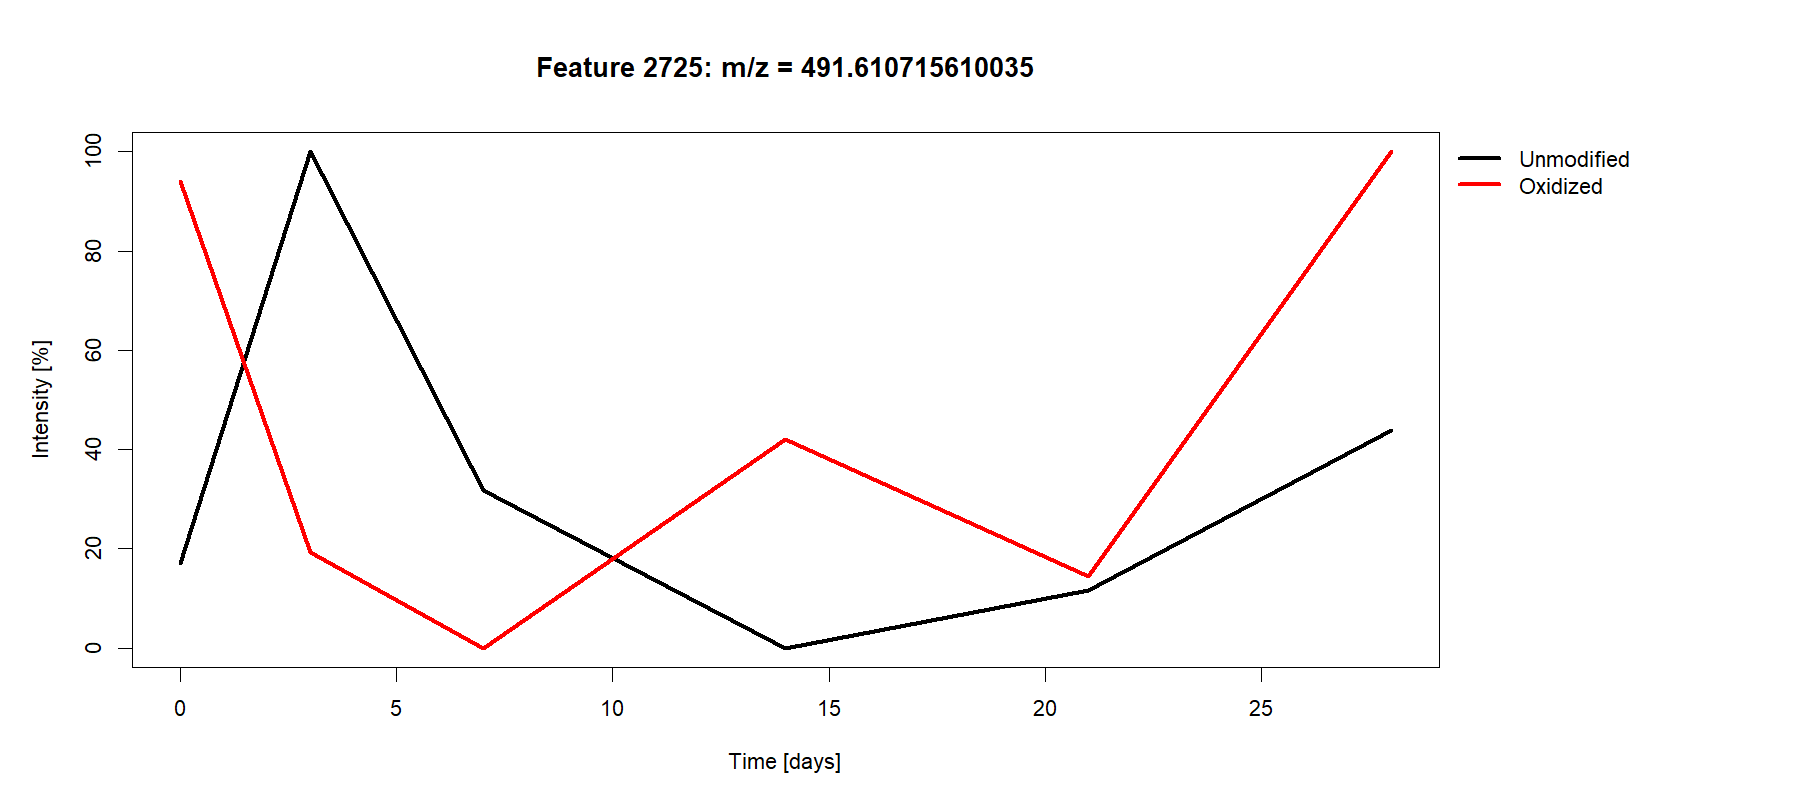 Feature 2725: m/z = 491.610715610035
Unmodified
Oxidized
Intensity [%]
100
80
60
40
20
0
0 5 10 15 20 25
Time [days]